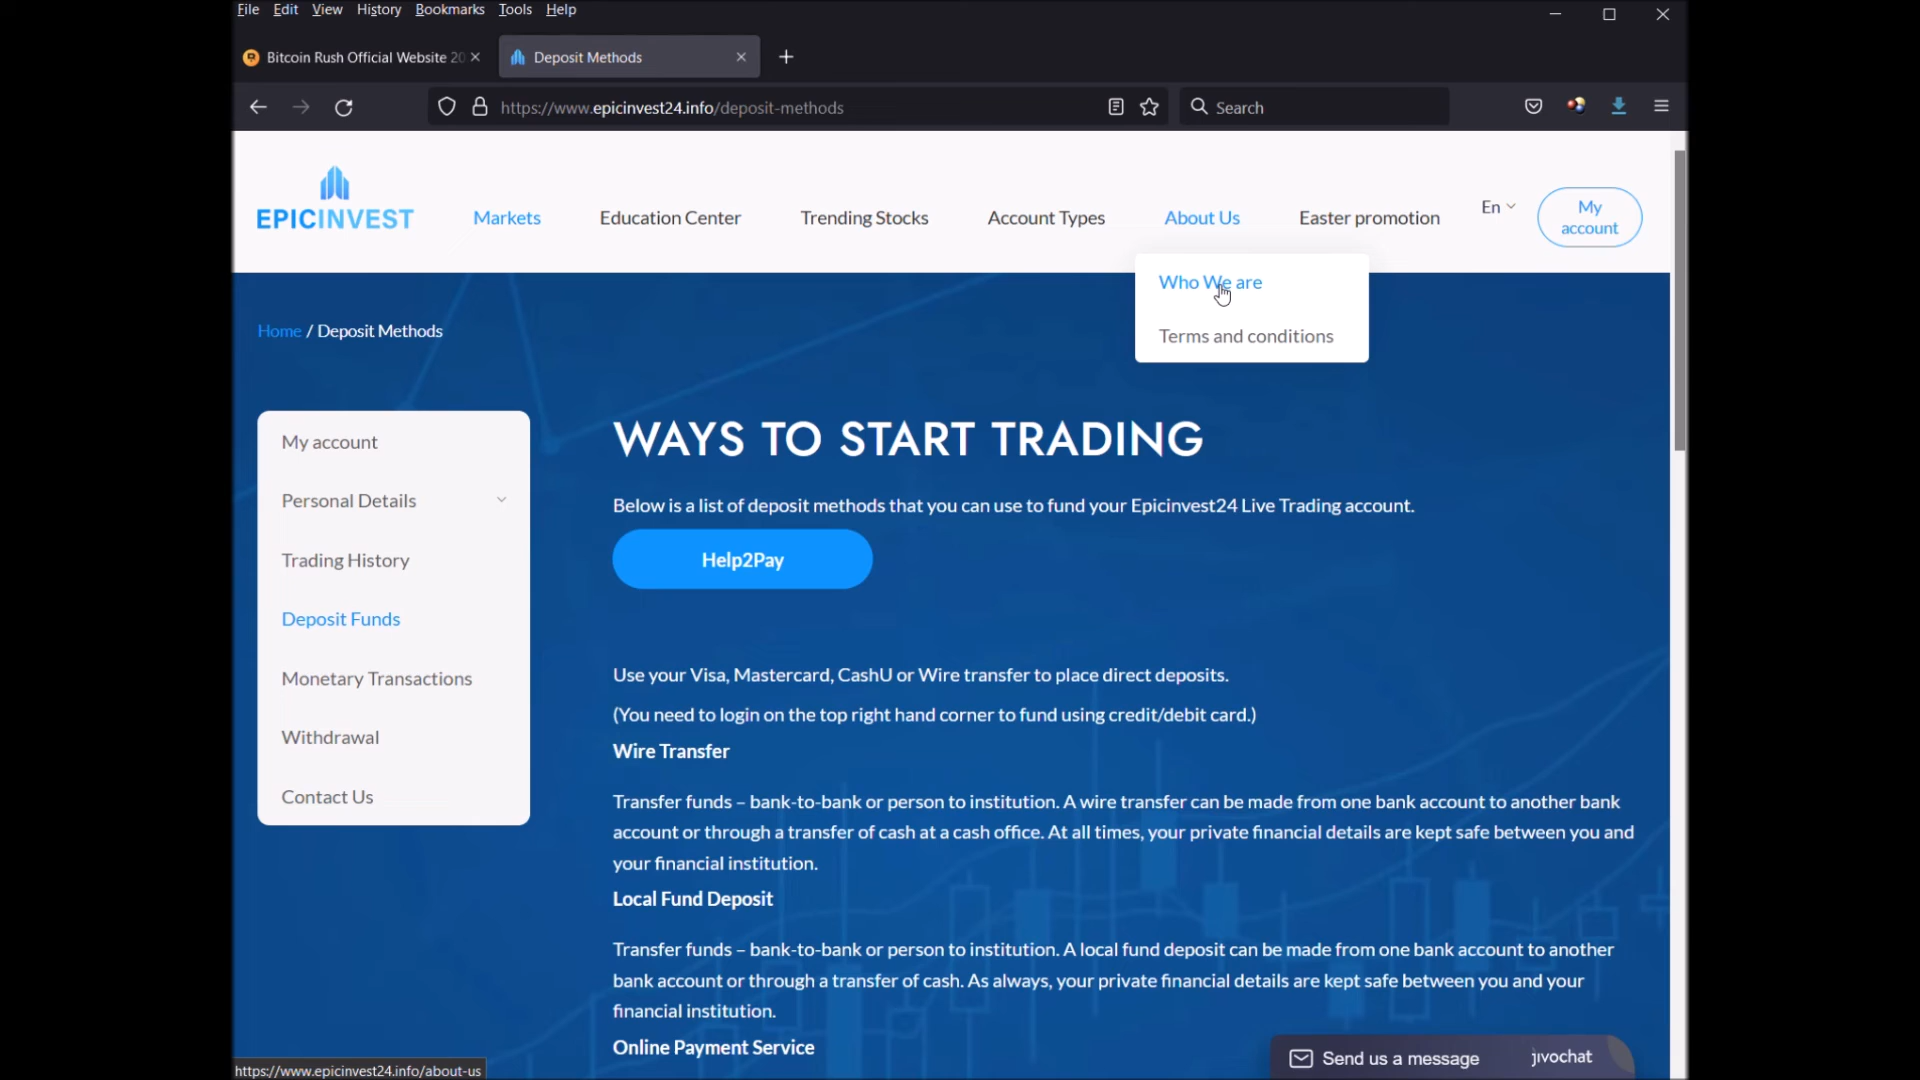 File Edit View History Bookmarks Tools Help
Bitcoin Rush Official Website 20
Deposit Methods
https://www.epicinvest24.info/deposit-methods
Search
EPICINVEST
Markets
Education Center
Trending Stocks
Account Types
About Us
Easter promotion
En
My
account
Who We are
Terms and conditions
Home / Deposit Methods
My account
Personal Details
Trading History
Deposit Funds
Monetary Transactions
Withdrawal
Contact Us
WAYS TO START TRADING
Below is a list of deposit methods that you can use to fund your Epicinvest24 Live Trading account.
Help2Pay
Use your Visa, Mastercard, CashU or Wire transfer to place direct deposits.
(You need to login on the top right hand corner to fund using credit/debit card.)
Wire Transfer
Transfer funds – bank-to-bank or person to institution. A wire transfer can be made from one bank account to another bank
account or through a transfer of cash at a cash office. At all times, your private financial details are kept safe between you and
your financial institution.
Local Fund Deposit
Transfer funds – bank-to-bank or person to institution. A local fund deposit can be made from one bank account to another
bank account or through a transfer of cash. As always, your private financial details are kept safe between you and your
financial institution.
Online Payment Service
Send us a message
jivochat
https://www.epicinvest24.info/about-us